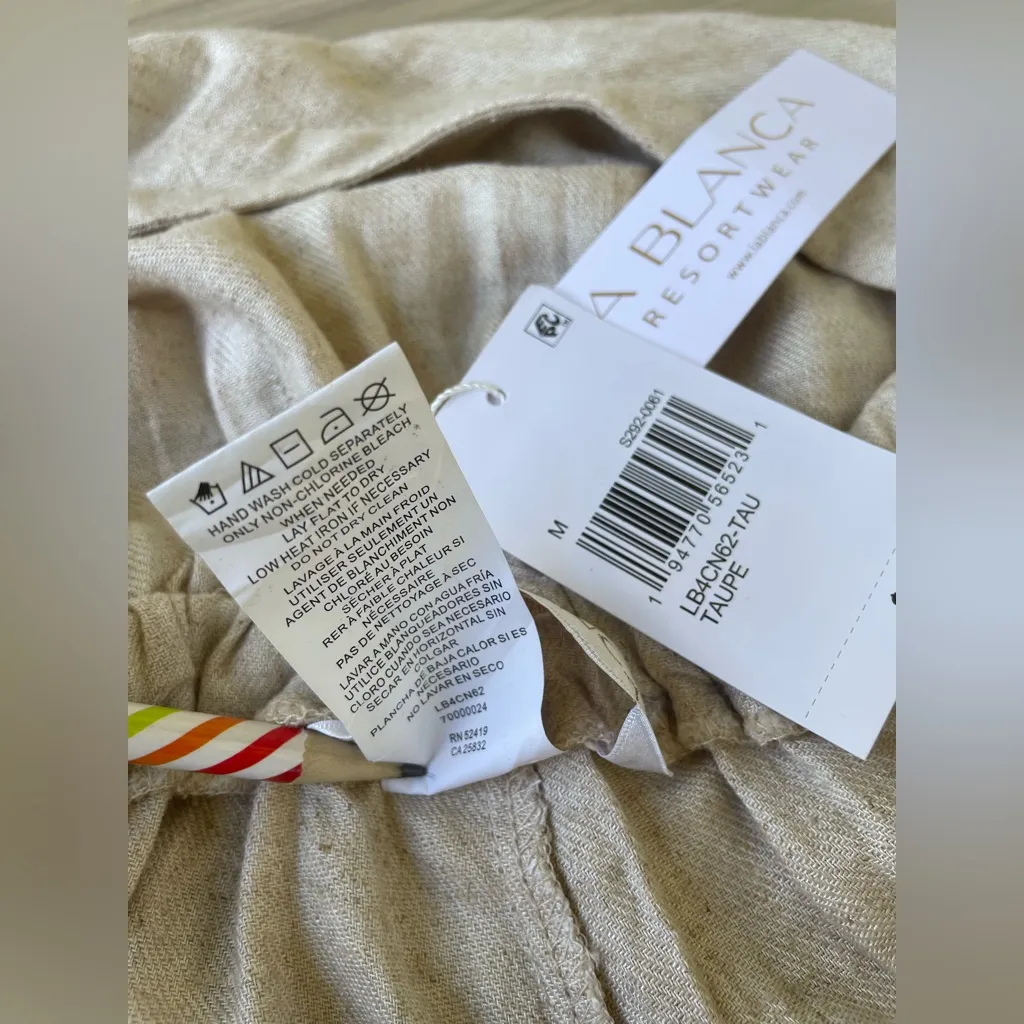 LA BLANCA
RESORTWEAR
www.lablanca.com
S292-0061
M
1 94770 56523 1
LB4CN62-TAU
TAUPE
HAND WASH COLD SEPARATELY
ONLY NON-CHLORINE BLEACH
WHEN NEEDED
LAY FLAT TO DRY
LOW HEAT IRON IF NECESSARY
DO NOT DRY CLEAN
LAVAGE A LA MAIN FROID
UTILISER SEULEMENT UN
AGENT DE BLANCHIMENT NON
CHLORÉ AU BESOIN
SÉCHER À PLAT
RER À FAIBLE CHALEUR SI
NÉCESSAIRE
PAS DE NETTOYAGE À SEC
LAVAR A MANO CON AGUA FRÍA
UTILICE BLANQUEADORES SIN
CLORO CUANDO SEA NECESARIO
SECAR EN HORIZONTAL SIN
COLGAR
PLANCHA DE BAJA CALOR SI ES
NECESARIO
NO LAVAR EN SECO
LB4CN62
70000024
RN 52419
CA 25832